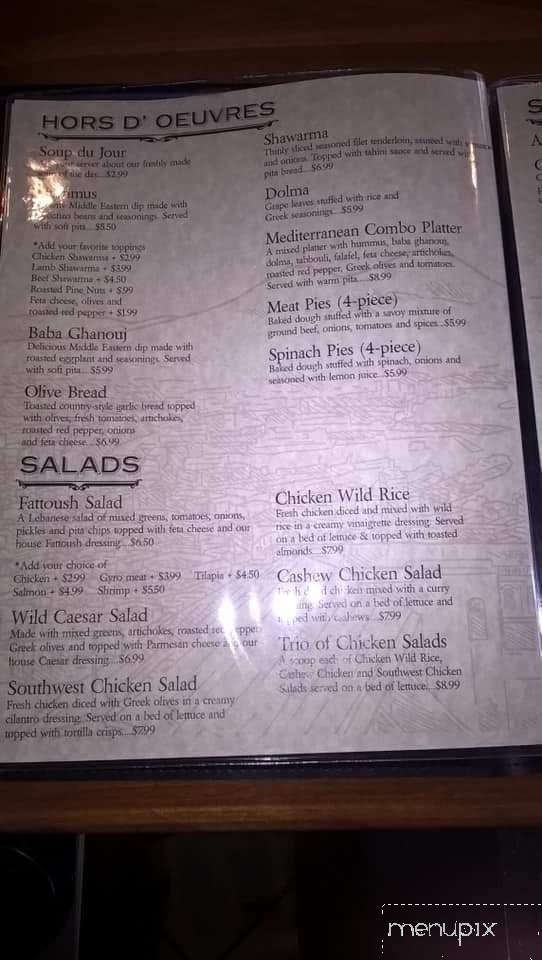 HORS D' OEUVRES
Soup du Jour
server about our freshly made
of the day...$2.99
Middle Eastern dip made with
beans and seasonings. Served
with soft pita....$5.50
*Add your favorite toppings
Chicken Shawarma + $2.99
Lamb Shawarma + $3.99
Beef Shawarma + $4.50
Roasted Pine Nuts + $.99
Feta cheese, olives and
roasted red pepper + $1.99
Baba Ghanouj
Delicious Middle Eastern dip made with
roasted eggplant and seasonings. Served
with soft pita....$5.99
Olive Bread
Toasted country-style garlic bread topped
with olives, fresh tomatoes, artichokes,
roasted red pepper, onions
and feta cheese....$6.99
Shawarma
Thinly sliced seasoned filet tenderloin, sauteed with
and onions. Topped with tahini sauce and served
pita bread....$6.99
Dolma
Grape leaves stuffed with rice and
Greek seasonings...$5.99
Mediterranean Combo Platter
A mixed platter with hummus, baba ghanouj,
dolma, tabbouli, falafel, feta cheese, artichokes,
roasted red pepper, Greek olives and tomatoes.
Served with warm pita.....$8.99
Meat Pies (4-piece)
Baked dough stuffed with a savoy mixture of
ground beef, onions, tomatoes and spices...$5.99
Spinach Pies (4-piece)
Baked dough stuffed with spinach, onions and
seasoned with lemon juice...$5.99
SALADS
Fattoush Salad
A Lebanese salad of mixed greens, tomatoes, onions,
pickles and pita chips topped with feta cheese and our
house Fattoush dressing....$6.50
*Add your choice of
Chicken + $2.99 Gyro meat + $3.99 Tilapia + $4.50
Salmon + $4.99 Shrimp + $5.50
Wild Caesar Salad
Made with mixed greens, artichokes, roasted red pepper,
Greek olives and topped with Parmesan cheese and our
house Caesar dressing....$6.99
Southwest Chicken Salad
Fresh chicken diced with Greek olives in a creamy
cilantro dressing. Served on a bed of lettuce and
topped with tortilla crisps....$7.99
Chicken Wild Rice
Fresh chicken diced and mixed with wild
rice in a creamy vinaigrette dressing. Served
on a bed of lettuce & topped with toasted
almonds....$7.99
Cashew Chicken Salad
Fresh diced chicken mixed with a curry
Served on a bed of lettuce and
topped with cashews....$7.99
Trio of Chicken Salads
A scoop each of Chicken Wild Rice,
Cashew Chicken and Southwest Chicken
Salads served on a bed of lettuce....$8.99
menupix